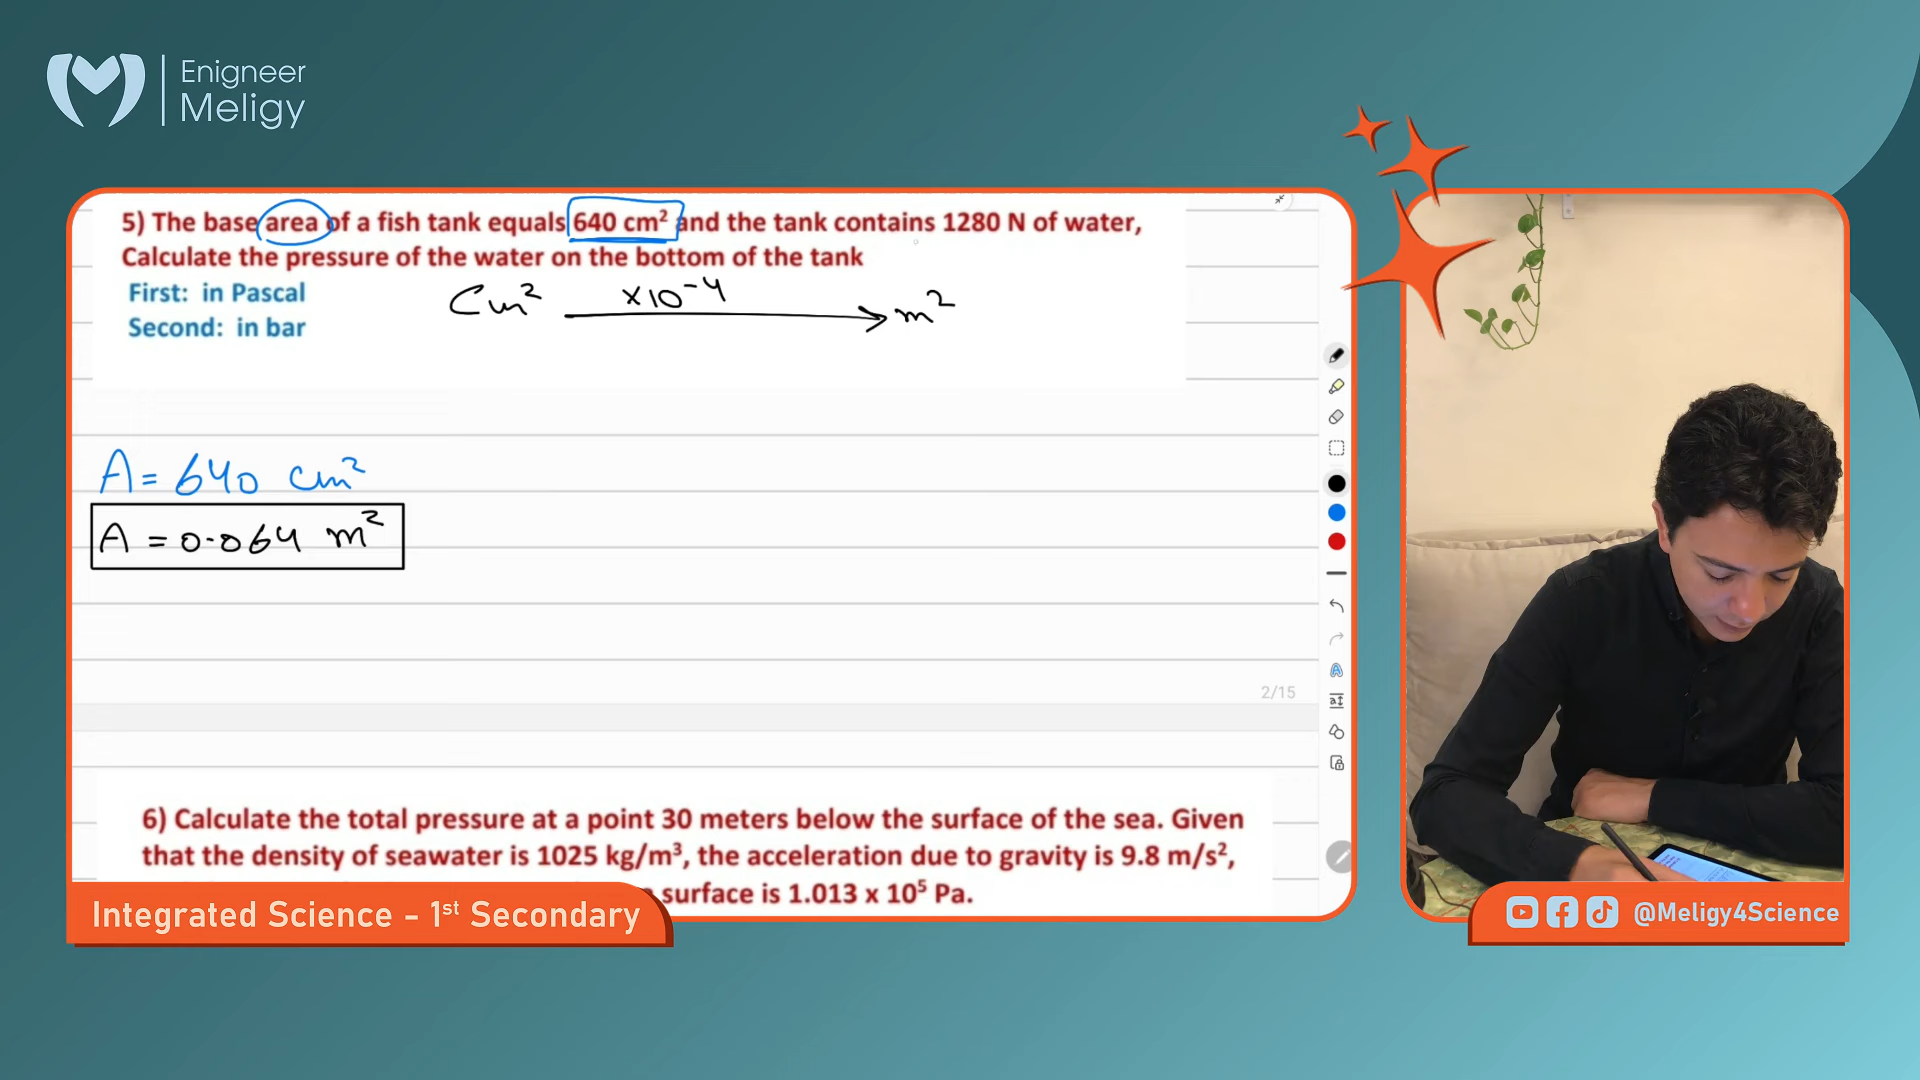 Enigneer
Meligy
5) The base area of a fish tank equals 640 cm² and the tank contains 1280 N of water,
Calculate the pressure of the water on the bottom of the tank
First: in Pascal
Second: in bar
Cm² ×10⁻⁴ m²
A = 640 cm²
A = 0.064 m²
2/15
6) Calculate the total pressure at a point 30 meters below the surface of the sea. Given
that the density of seawater is 1025 kg/m³, the acceleration due to gravity is 9.8 m/s²,
surface is 1.013 x 10⁵ Pa.
Integrated Science - 1st Secondary
@Meligy4Science